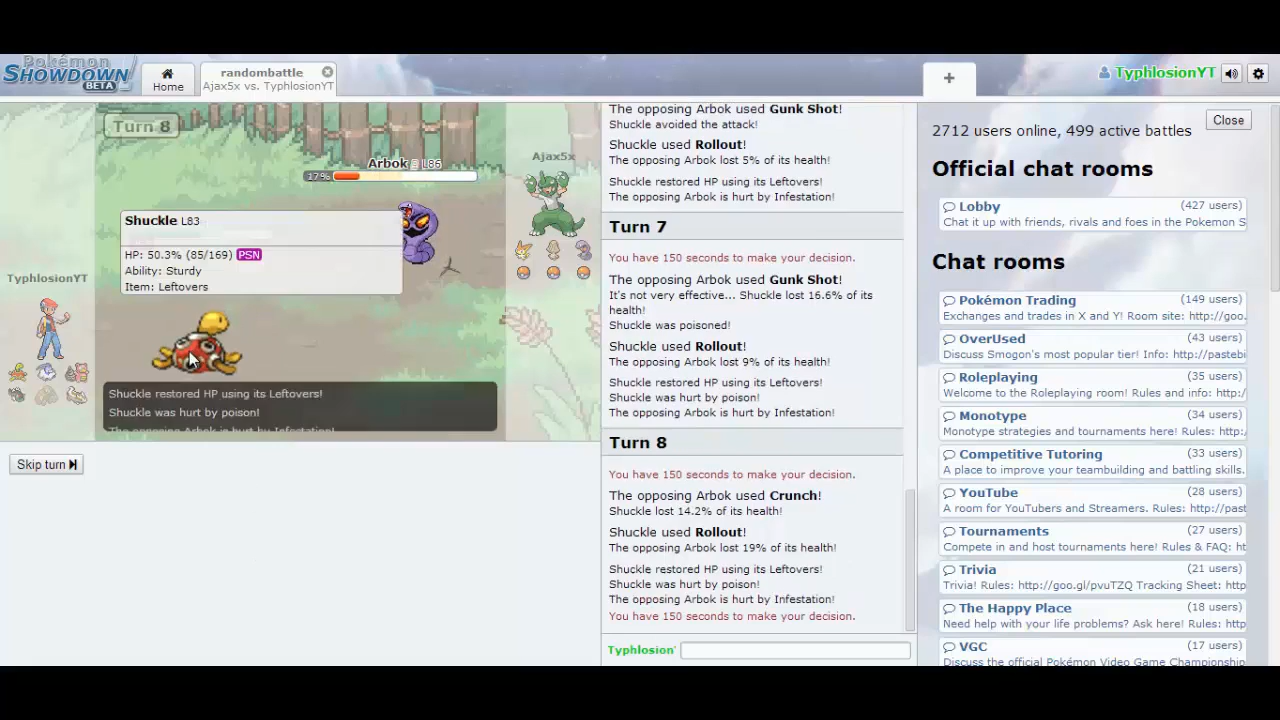 Pokémon
SHOWDOWN
BETA
Home
randombattle
Ajax5x vs. TyphlosionYT
+
TyphlosionYT
Turn 8
Arbok L86
17%
Ajax5x
Shuckle L83
HP: 50.3% (85/169) PSN
Ability: Sturdy
Item: Leftovers
TyphlosionYT
Shuckle restored HP using its Leftovers!
Shuckle was hurt by poison!
The opposing Arbok is hurt by Infestation!
Skip turn
The opposing Arbok used Gunk Shot!
Shuckle avoided the attack!
Shuckle used Rollout!
The opposing Arbok lost 5% of its health!
Shuckle restored HP using its Leftovers!
The opposing Arbok is hurt by Infestation!
Turn 7
You have 150 seconds to make your decision.
The opposing Arbok used Gunk Shot!
It's not very effective... Shuckle lost 16.6% of its
health!
Shuckle was poisoned!
Shuckle used Rollout!
The opposing Arbok lost 9% of its health!
Shuckle restored HP using its Leftovers!
Shuckle was hurt by poison!
The opposing Arbok is hurt by Infestation!
Turn 8
You have 150 seconds to make your decision.
The opposing Arbok used Crunch!
Shuckle lost 14.2% of its health!
Shuckle used Rollout!
The opposing Arbok lost 19% of its health!
Shuckle restored HP using its Leftovers!
Shuckle was hurt by poison!
The opposing Arbok is hurt by Infestation!
You have 150 seconds to make your decision.
Typhlosion'
Close
2712 users online, 499 active battles
Official chat rooms
Lobby (427 users)
Chat it up with friends, rivals and foes in the Pokemon S
Chat rooms
Pokémon Trading (149 users)
Exchanges and trades in X and Y! Room site: http://goo.
OverUsed (43 users)
Discuss Smogon's most popular tier! Info: http://pastebi
Roleplaying (35 users)
Welcome to the Roleplaying room! Rules and info: http:/
Monotype (34 users)
Monotype strategies and tournaments here! Rules: http:/
Competitive Tutoring (33 users)
A place to improve your teambuilding and battling skills.
YouTube (28 users)
A room for YouTubers and Streamers. Rules: http://past
Tournaments (27 users)
Compete in and host tournaments here! Rules & FAQ: ht
Trivia (21 users)
Trivia! Rules: http://goo.gl/pvuTZQ Tracking Sheet: http
The Happy Place (18 users)
Need help with your life problems? Ask here! Rules: http
VGC (17 users)
Discuss the official Pokémon Video Game Championship